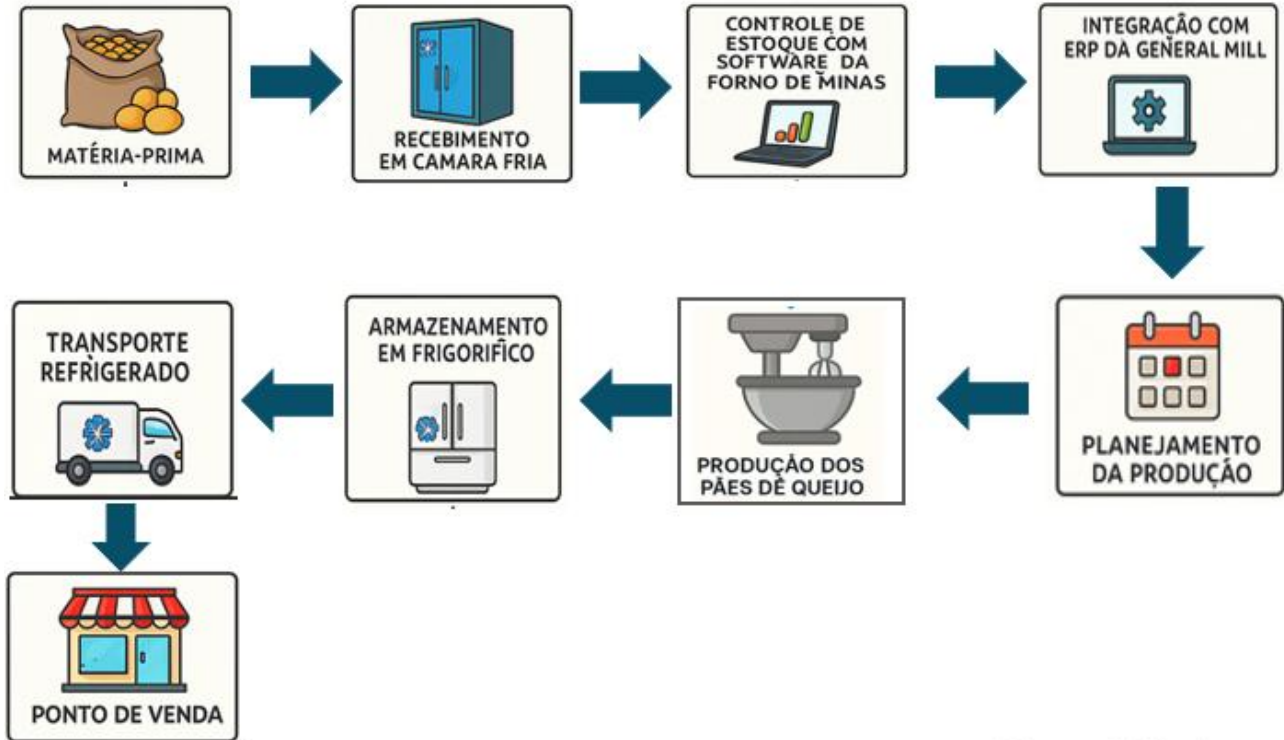 MATÉRIA-PRIMA
RECEBIMENTO
EM CAMARA FRIA
CONTROLE DE
ESTOQUE COM
SOFTWARE DA
FORNO DE MINAS
INTEGRAÇÃO COM
ERP DA GENERAL MILL
PLANEJAMENTO
DA PRODUÇÃO
PRODUÇÃO DOS
PÃES DE QUEIJO
ARMAZENAMENTO
EM FRIGORIFÍCO
TRANSPORTE
REFRIGERADO
PONTO DE VENDA